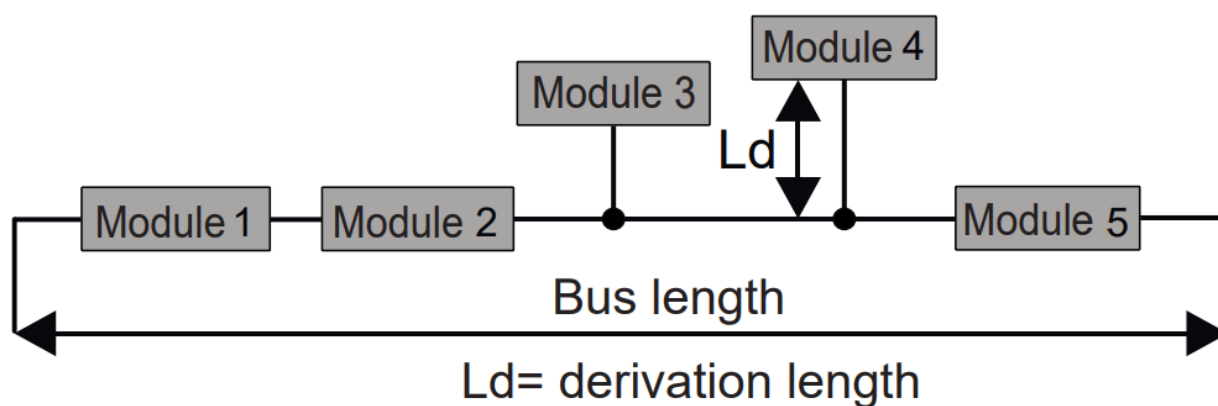 Module 4
Module 3
Ld
Module 1
Module 2
Module 5
Bus length
Ld= derivation length